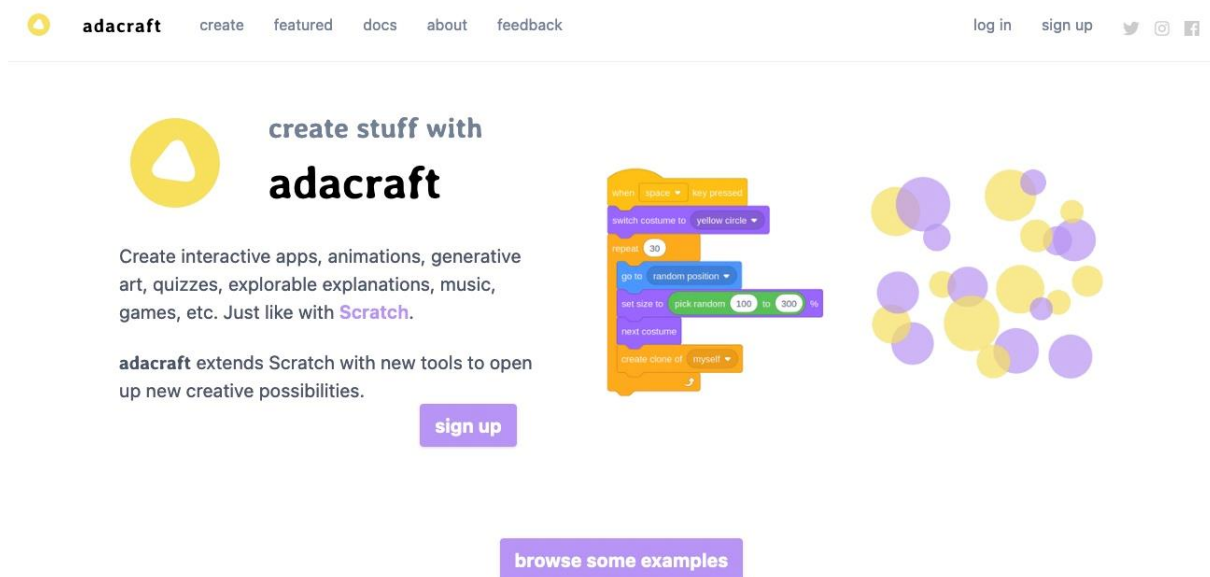 adacraft create featured docs about feedback log in sign up
create stuff with
adacraft
Create interactive apps, animations, generative
art, quizzes, explorable explanations, music,
games, etc. Just like with Scratch.
adacraft extends Scratch with new tools to open
up new creative possibilities.
sign up
when space key pressed
switch costume to yellow circle
repeat 30
go to random position
set size to pick random 100 to 300 %
next costume
create clone of myself
browse some examples